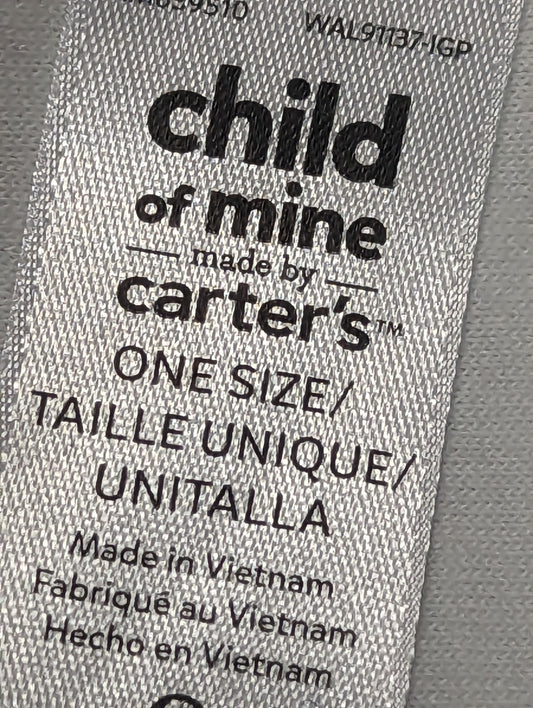 WAL91137-IGP
child
of mine
made by
carter's™
ONE SIZE/
TAILLE UNIQUE/
UNITALLA
Made in Vietnam
Fabriqué au Vietnam
Hecho en Vietnam